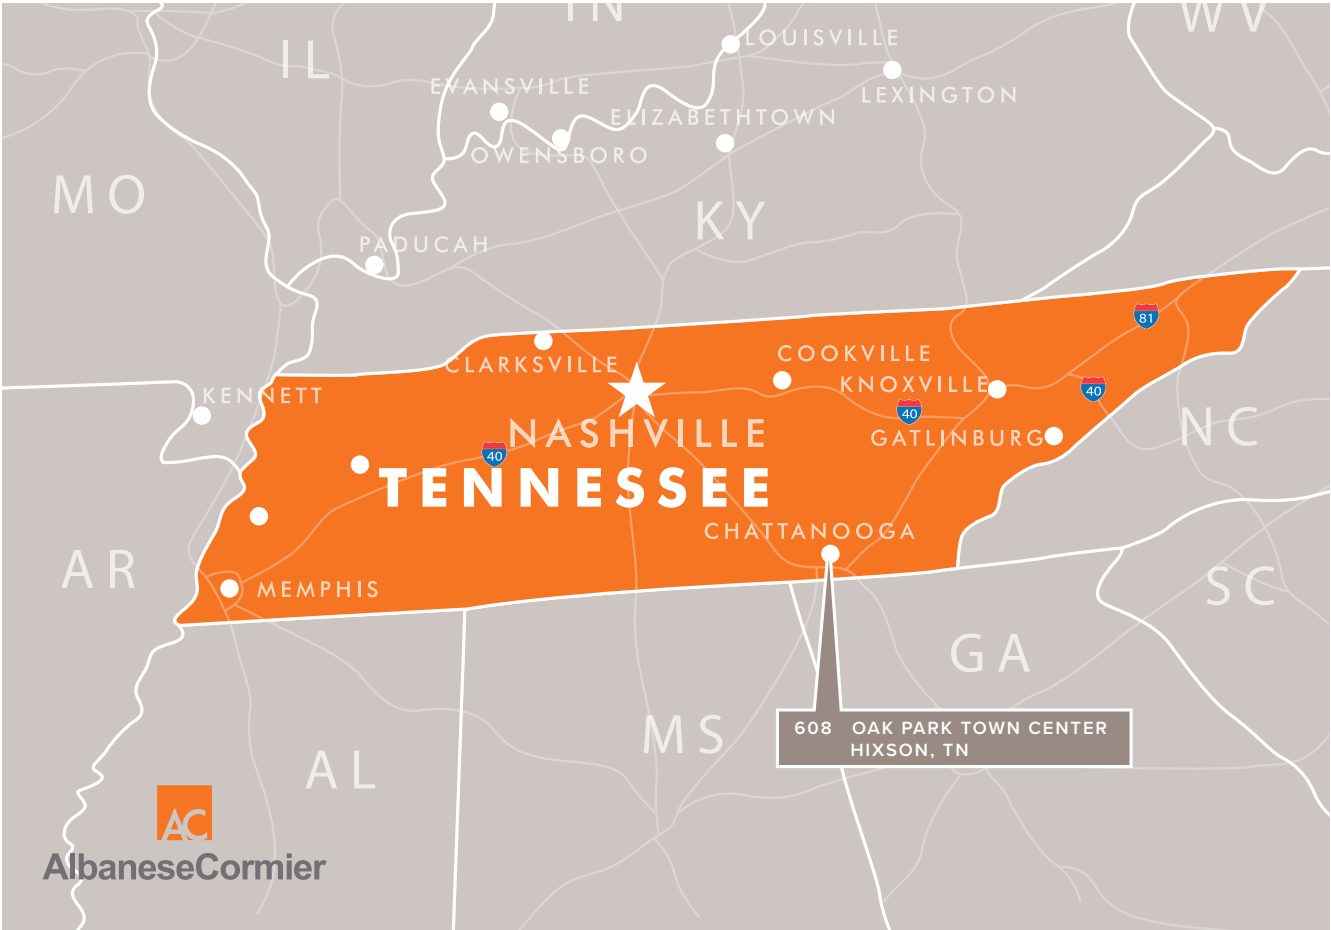 IN
WV
IL
LOUISVILLE
EVANSVILLE
LEXINGTON
ELIZABETHTOWN
OWENSBORO
MO
KY
PADUCAH
81
COOKVILLE
CLARKSVILLE
KNOXVILLE
40
KENNETT
40
NC
NASHVILLE
GATLINBURG
40
TENNESSEE
CHATTANOOGA
AR
SC
MEMPHIS
GA
608 OAK PARK TOWN CENTER
HIXSON, TN
MS
AL
AC
AlbaneseCormier